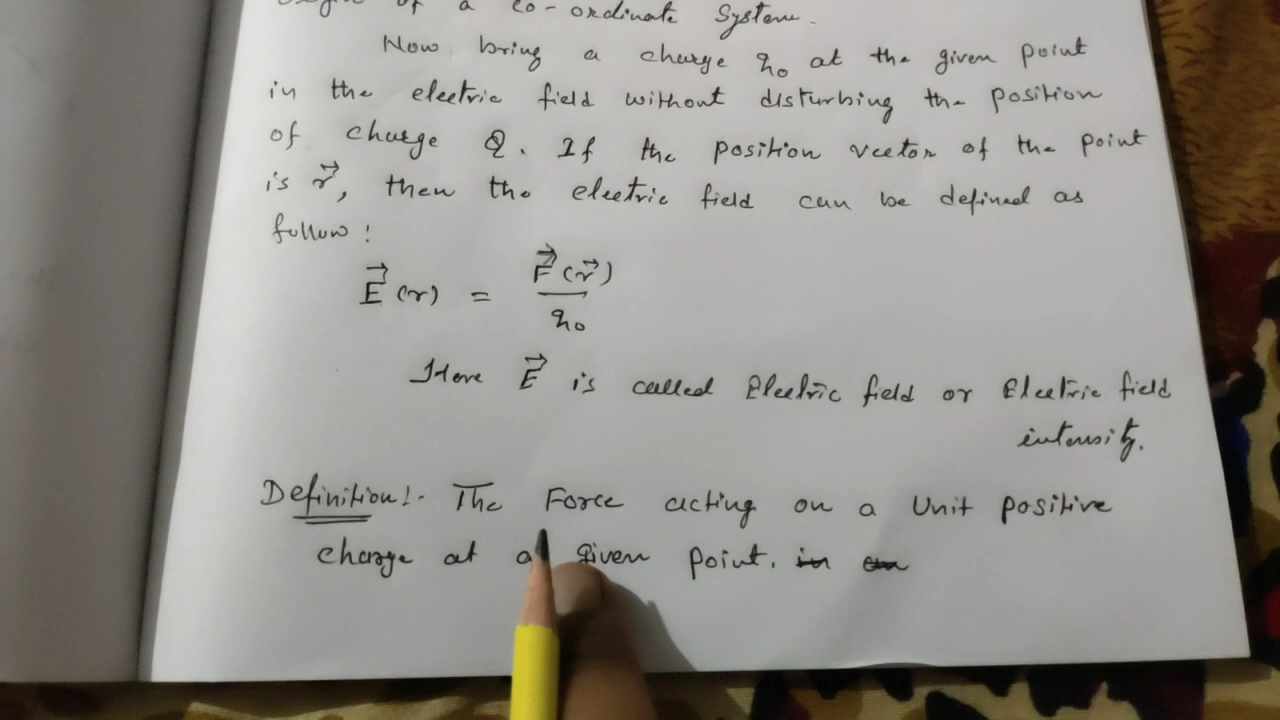 Origin of a co-ordinate System.
Now bring a charge q₀ at the given point
in the electric field without disturbing the position
of charge Q. If the position vector of the point
is r⃗, then the electric field can be defined as
follow:
E⃗(r) = F⃗(r⃗) / q₀
Here E⃗ is called Electric field or Electric field
intensity.
Definition:- The Force acting on a Unit positive
charge at a given point.